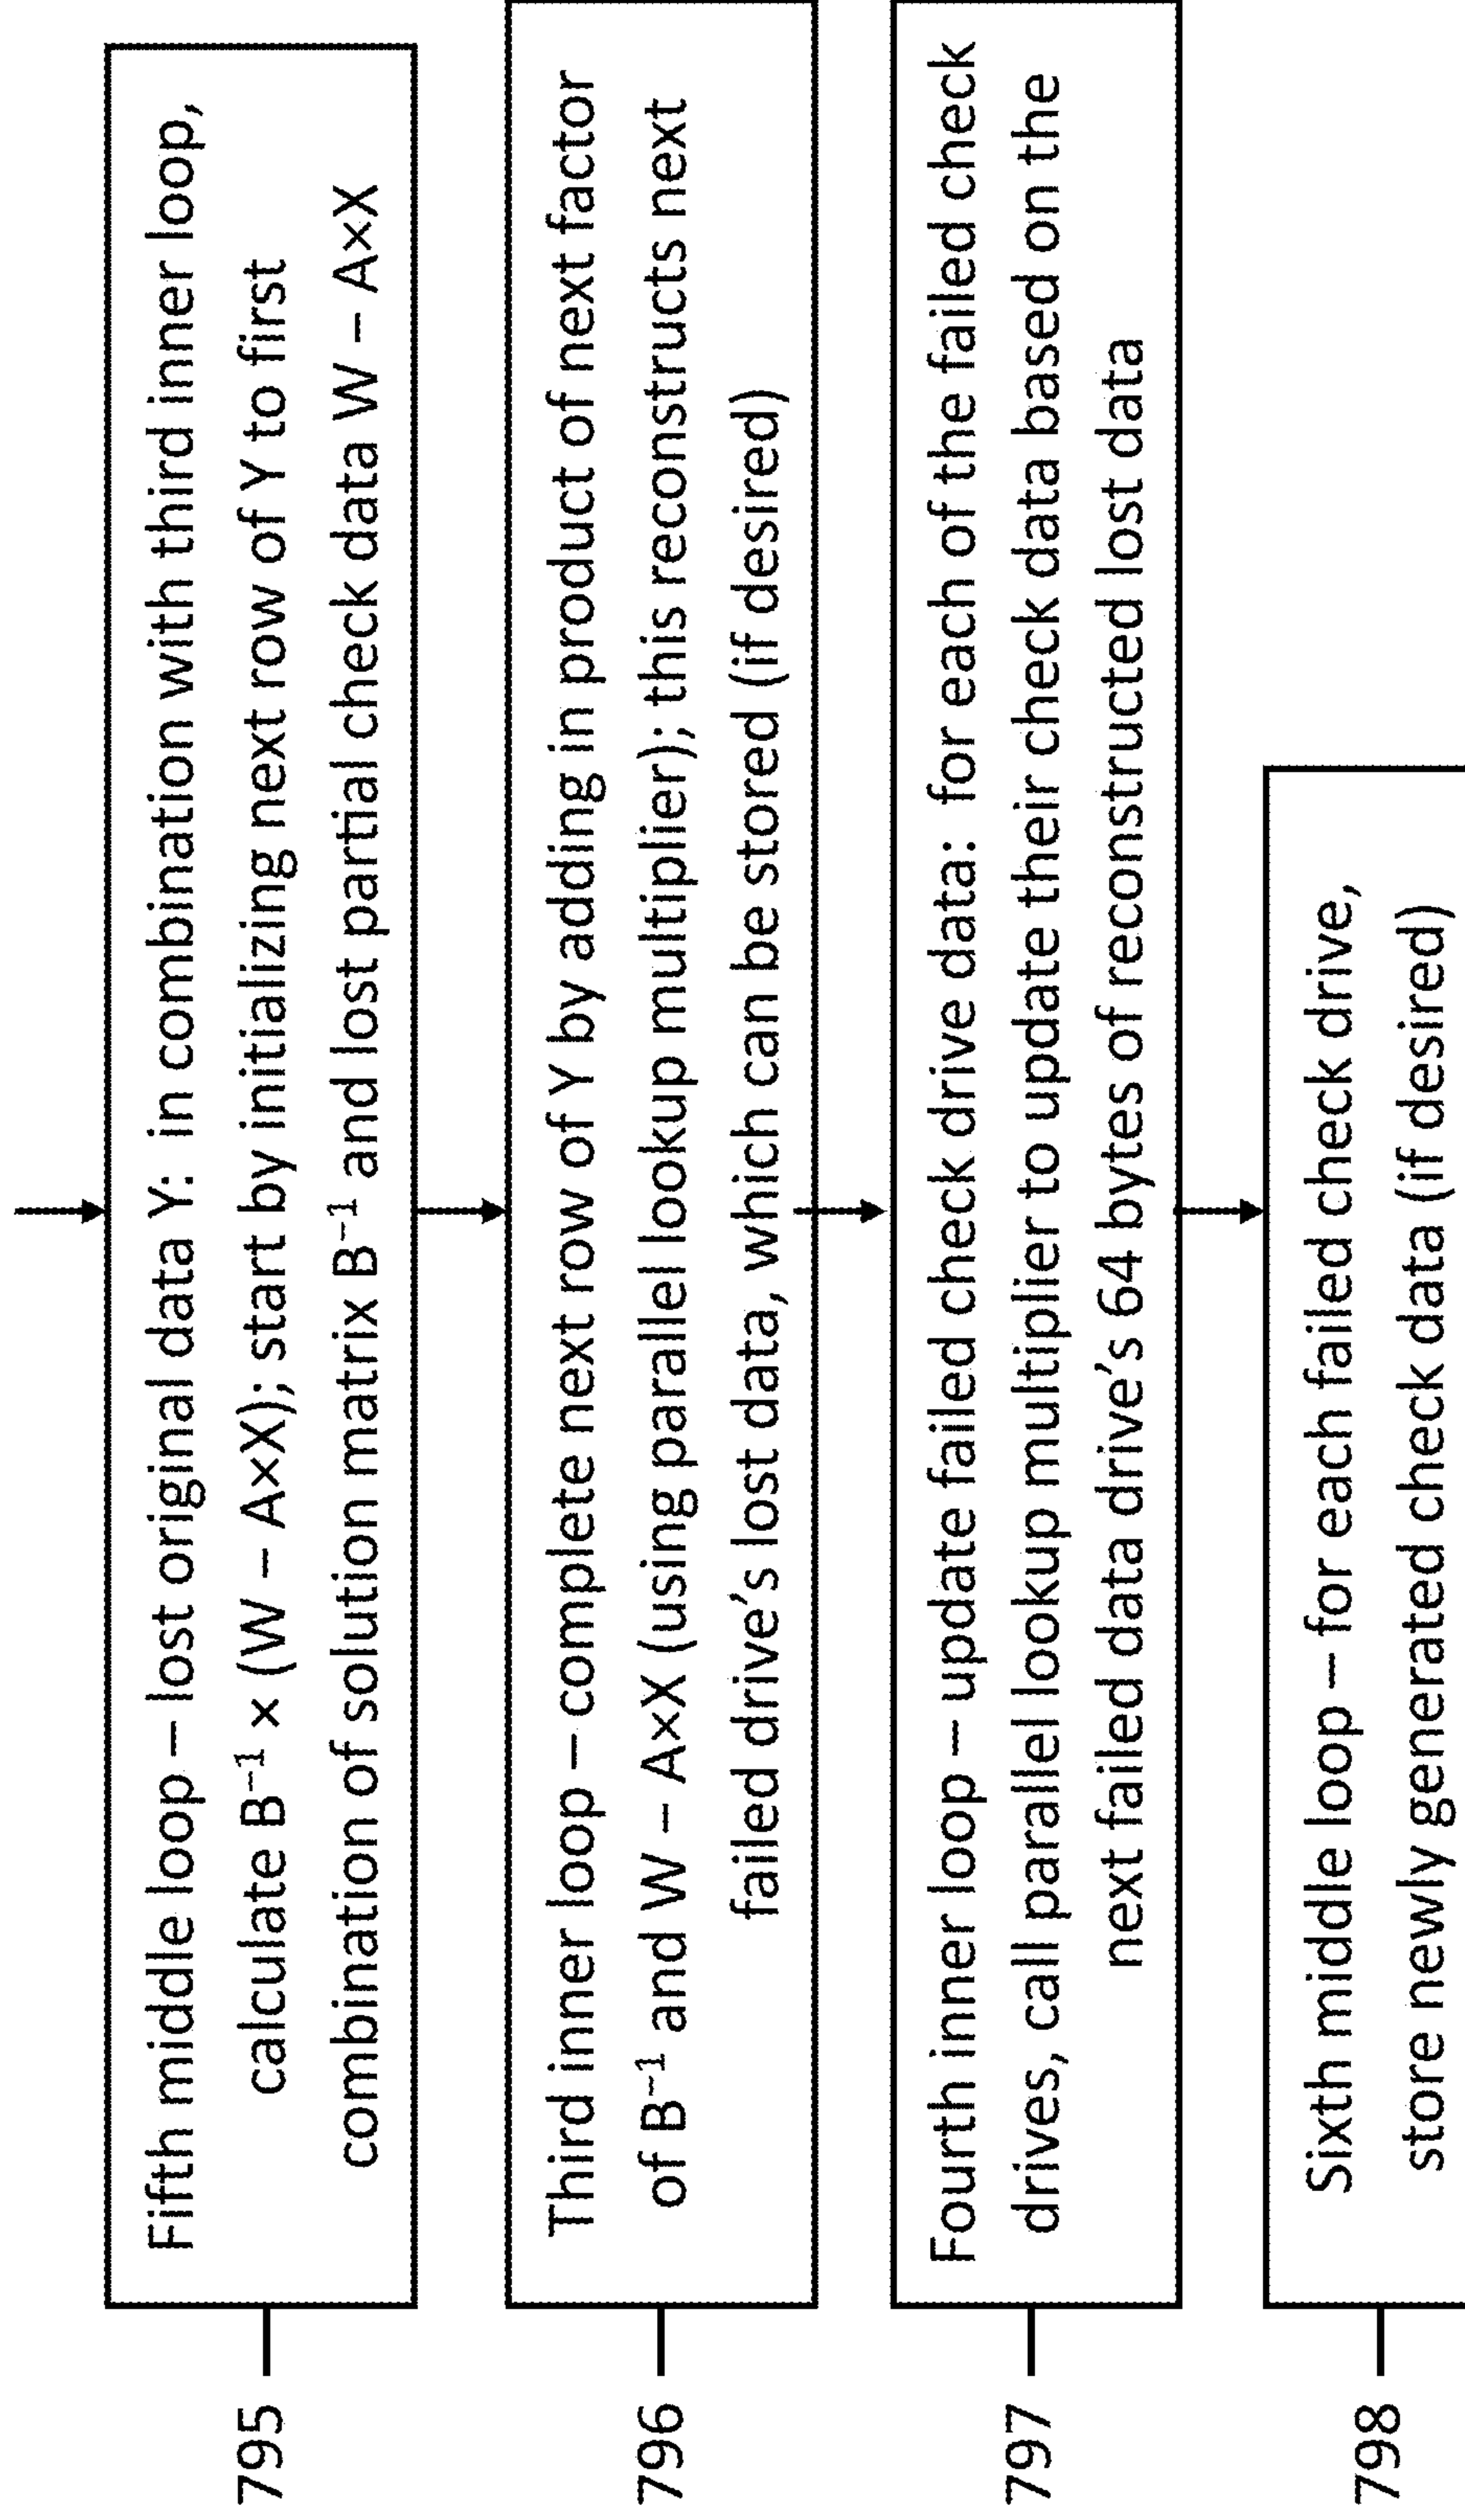 795
Fifth middle loop – lost original data Y: in combination with third inner loop,
calculate B⁻¹ × (W – A×X); start by initializing next row of Y to first
combination of solution matrix B⁻¹ and lost partial check data W – A×X
796
Third inner loop – complete next row of Y by adding in product of next factor
of B⁻¹ and W – A×X (using parallel lookup multiplier); this reconstructs next
failed drive's lost data, which can be stored (if desired)
797
Fourth inner loop – update failed check drive data: for each of the failed check
drives, call parallel lookup multiplier to update their check data based on the
next failed data drive's 64 bytes of reconstructed lost data
798
Sixth middle loop – for each failed check drive,
store newly generated check data (if desired)